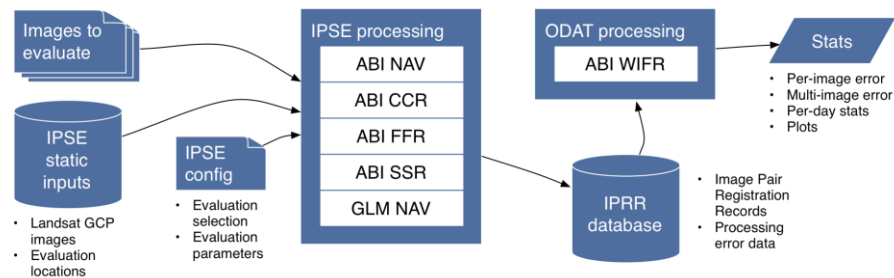 Images to
evaluate
IPSE
static
inputs
• Landsat GCP
images
• Evaluation
locations
IPSE
config
• Evaluation
selection
• Evaluation
parameters
IPSE processing
ABI NAV
ABI CCR
ABI FFR
ABI SSR
GLM NAV
ODAT processing
ABI WIFR
IPRR
database
• Image Pair
Registration
Records
• Processing
error data
Stats
• Per-image error
• Multi-image error
• Per-day stats
• Plots